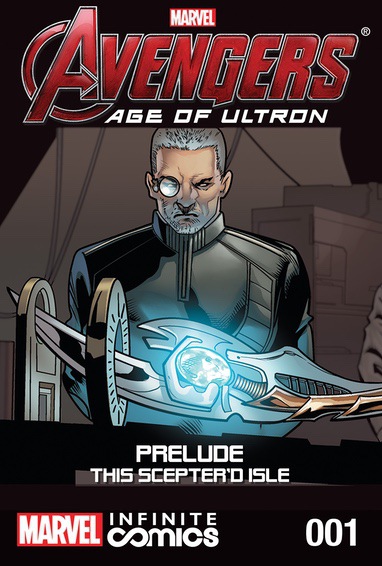 MARVEL
AVENGERS®
AGE OF ULTRON
PRELUDE
THIS SCEPTER'D ISLE
MARVEL INFINITE COMICS 001